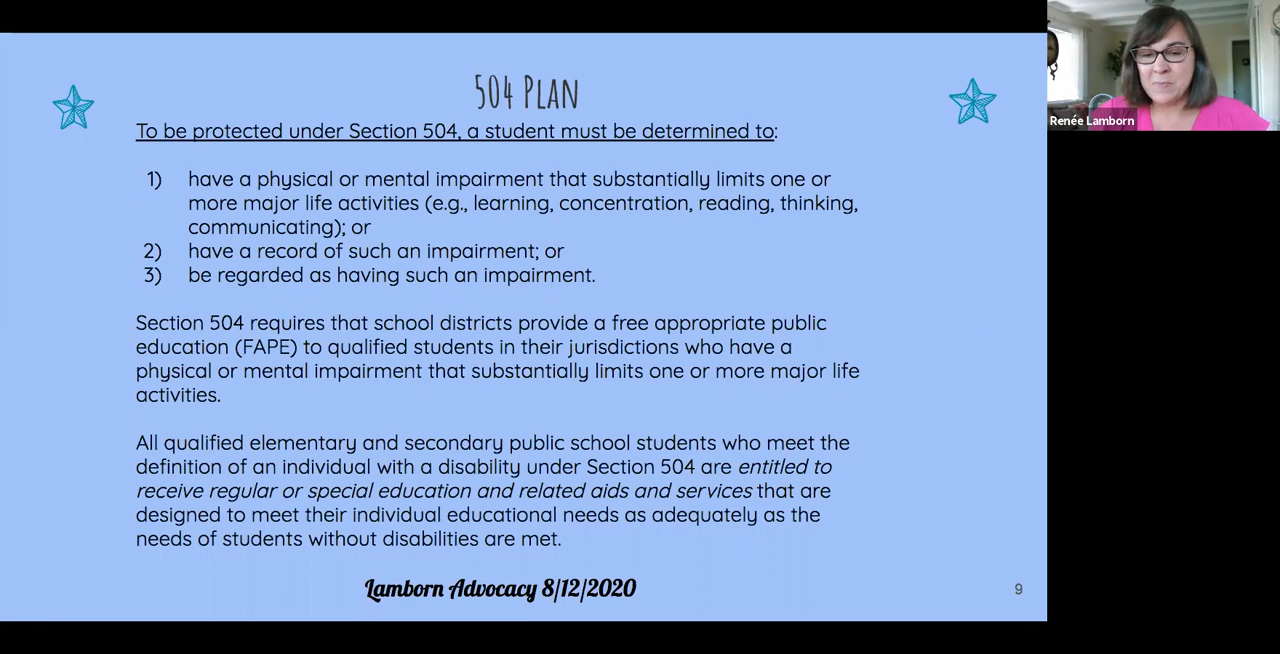 504 Plan
To be protected under Section 504, a student must be determined to:
1) have a physical or mental impairment that substantially limits one or
more major life activities (e.g., learning, concentration, reading, thinking,
communicating); or
2) have a record of such an impairment; or
3) be regarded as having such an impairment.
Section 504 requires that school districts provide a free appropriate public
education (FAPE) to qualified students in their jurisdictions who have a
physical or mental impairment that substantially limits one or more major life
activities.
All qualified elementary and secondary public school students who meet the
definition of an individual with a disability under Section 504 are entitled to
receive regular or special education and related aids and services that are
designed to meet their individual educational needs as adequately as the
needs of students without disabilities are met.
Lamborn Advocacy 8/12/2020
9
Renée Lamborn